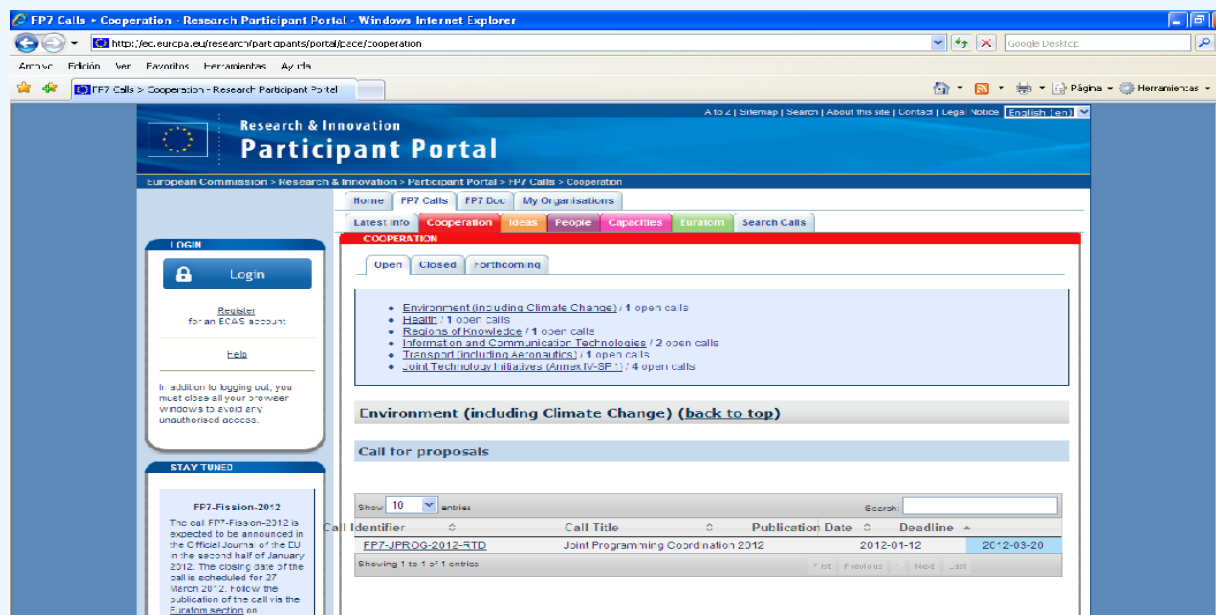 FP7 Calls > Cooperation - Research Participant Portal - Windows Internet Explorer
http://ec.europa.eu/research/participants/portal/page/cooperation
Google Desktop
Archivo Edición Ver Favoritos Herramientas Ayuda
FP7 Calls > Cooperation - Research Participant Portal
Página Herramientas
A to Z | Sitemap | Search | About this site | Contact | Legal Notice English (en)
Research & Innovation
Participant Portal
European Commission > Research & Innovation > Participant Portal > FP7 Calls > Cooperation
Home FP7 Calls FP7 Doc My Organisations
Latest Info Cooperation Ideas People Capacities Euratom Search Calls
COOPERATION
Open Closed Forthcoming
Environment (including Climate Change) / 1 open calls
Health / 1 open calls
Regions of Knowledge / 1 open calls
Information and Communication Technologies / 2 open calls
Transport (including Aeronautics) / 1 open calls
Joint Technology Initiatives (Annex IV-SP 1) / 4 open calls
Environment (including Climate Change) (back to top)
Call for proposals
Show 10 entries Search:
Call Identifier Call Title Publication Date Deadline
FP7-JPROG-2012-RTD Joint Programming Coordination 2012 2012-01-12 2012-03-20
Showing 1 to 1 of 1 entries First Previous 1 Next Last
LOGIN
Login
Register
for an ECAS account
Help
In addition to logging out, you
must close all your browser
windows to avoid any
unauthorised access.
STAY TUNED
FP7-Fission-2012
The call FP7-Fission-2012 is
expected to be announced in
the Official Journal of the EU
in the second half of January
2012. The closing date of the
call is scheduled for 27
March 2012. Follow the
publication of the call via the
Euratom section on